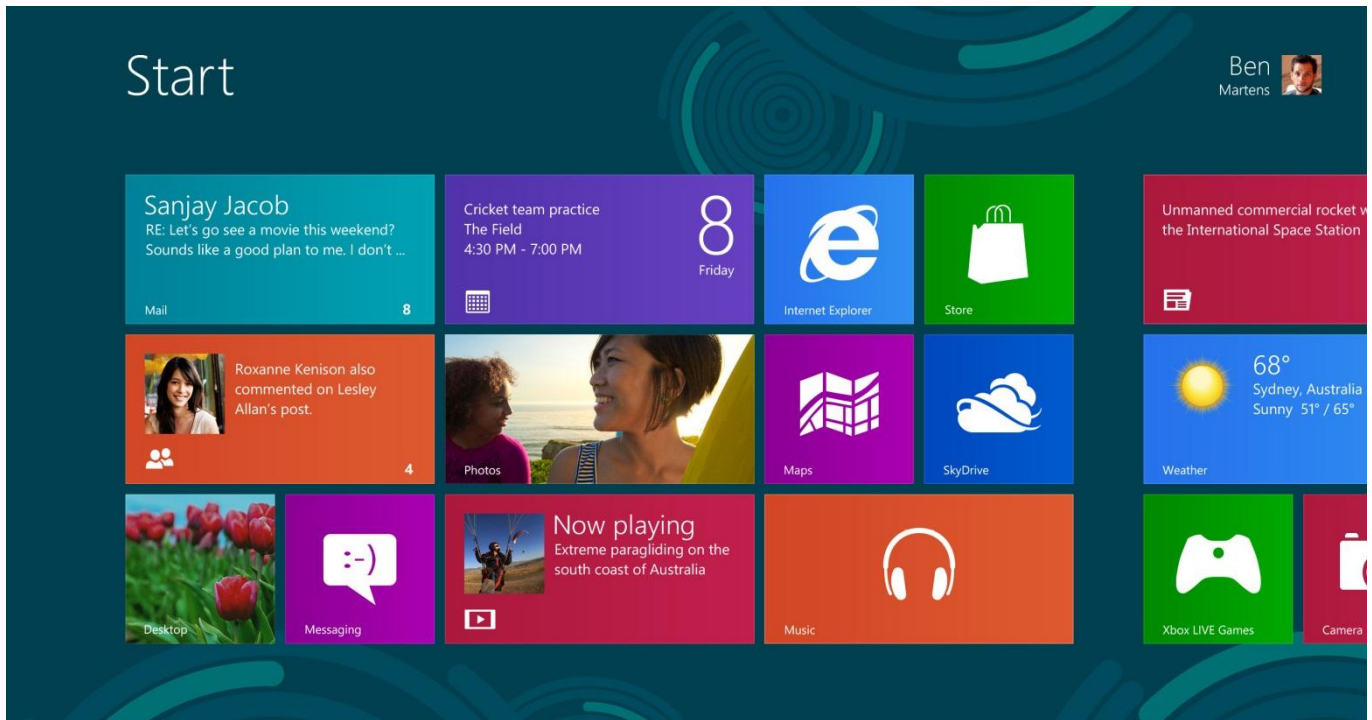 Start
Ben
Martens
Sanjay Jacob
RE: Let's go see a movie this weekend?
Sounds like a good plan to me. I don't ...
Mail
8
Cricket team practice
The Field
4:30 PM - 7:00 PM
8
Friday
Internet Explorer
Store
Unmanned commercial rocket w
the International Space Station
Roxanne Kenison also
commented on Lesley
Allan's post.
4
Photos
Maps
SkyDrive
68°
Sydney, Australia
Sunny 51° / 65°
Weather
Desktop
:-)
Messaging
Now playing
Extreme paragliding on the
south coast of Australia
Music
Xbox LIVE Games
Camera